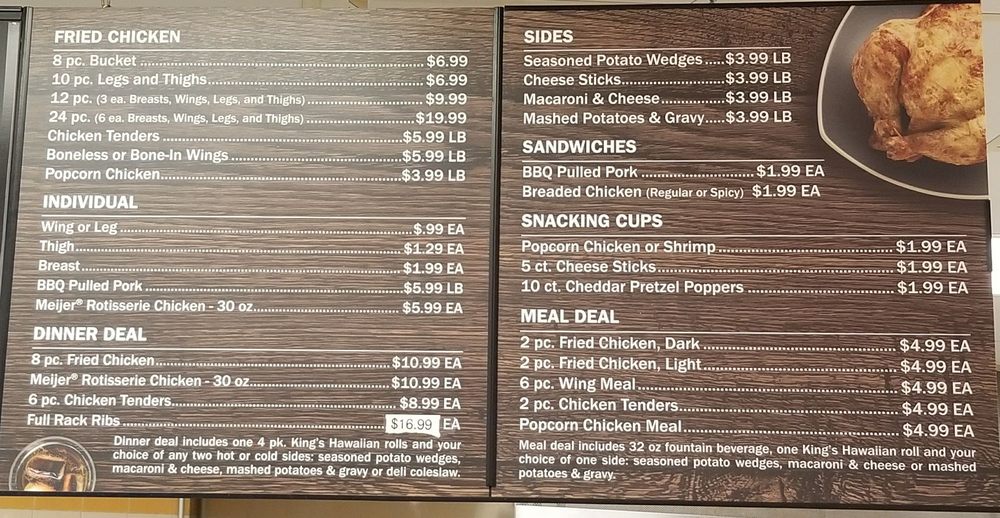 FRIED CHICKEN
8 pc. Bucket $6.99
10 pc. Legs and Thighs $6.99
12 pc. (3 ea. Breasts, Wings, Legs, and Thighs) $9.99
24 pc. (6 ea. Breasts, Wings, Legs, and Thighs) $19.99
Chicken Tenders $5.99 LB
Boneless or Bone-In Wings $5.99 LB
Popcorn Chicken $3.99 LB
INDIVIDUAL
Wing or Leg $.99 EA
Thigh $1.29 EA
Breast $1.99 EA
BBQ Pulled Pork $5.99 LB
Meijer® Rotisserie Chicken - 30 oz. $5.99 EA
DINNER DEAL
8 pc. Fried Chicken $10.99 EA
Meijer® Rotisserie Chicken - 30 oz. $10.99 EA
6 pc. Chicken Tenders $8.99 EA
Full Rack Ribs $16.99 EA
Dinner deal includes one 4 pk. King's Hawaiian rolls and your
choice of any two hot or cold sides: seasoned potato wedges,
macaroni & cheese, mashed potatoes & gravy or deli coleslaw.
SIDES
Seasoned Potato Wedges $3.99 LB
Cheese Sticks $3.99 LB
Macaroni & Cheese $3.99 LB
Mashed Potatoes & Gravy $3.99 LB
SANDWICHES
BBQ Pulled Pork $1.99 EA
Breaded Chicken (Regular or Spicy) $1.99 EA
SNACKING CUPS
Popcorn Chicken or Shrimp $1.99 EA
5 ct. Cheese Sticks $1.99 EA
10 ct. Cheddar Pretzel Poppers $1.99 EA
MEAL DEAL
2 pc. Fried Chicken, Dark $4.99 EA
2 pc. Fried Chicken, Light $4.99 EA
6 pc. Wing Meal $4.99 EA
2 pc. Chicken Tenders $4.99 EA
Popcorn Chicken Meal $4.99 EA
Meal deal includes 32 oz fountain beverage, one King's Hawaiian roll and your
choice of one side: seasoned potato wedges, macaroni & cheese or mashed
potatoes & gravy.